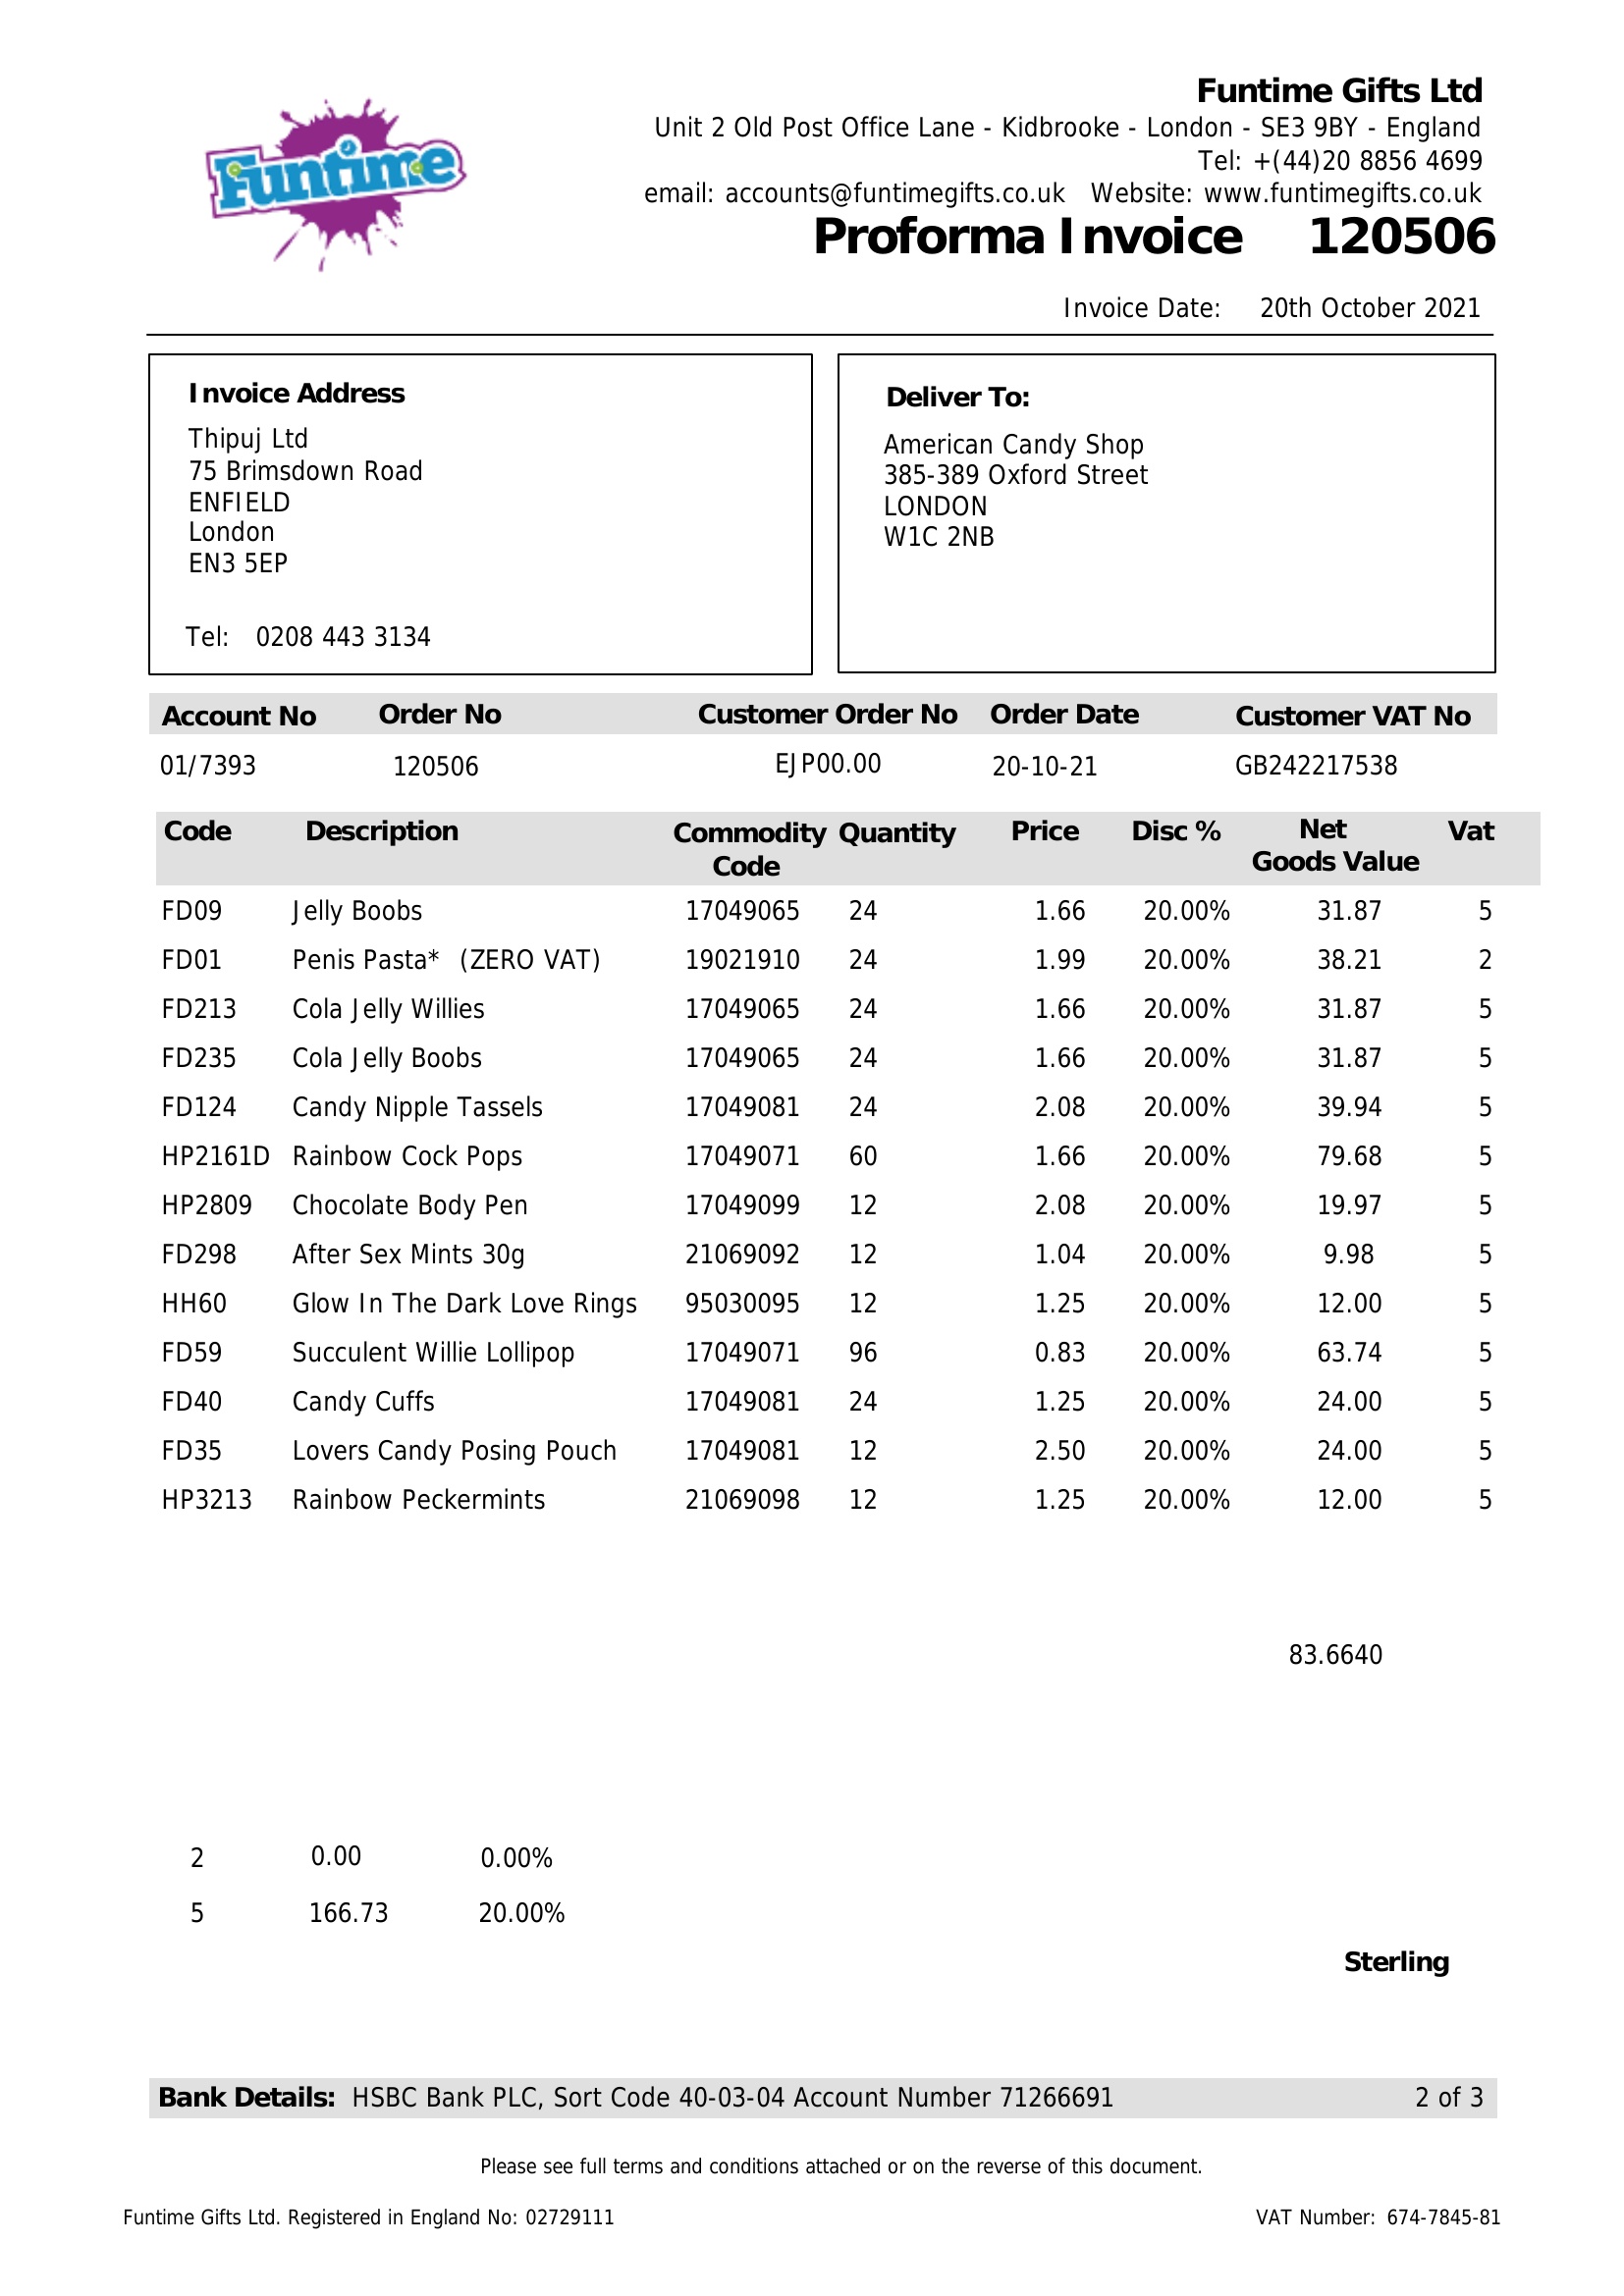 Funtime
Funtime Gifts Ltd
Unit 2 Old Post Office Lane - Kidbrooke - London - SE3 9BY - England
Tel: +(44)20 8856 4699
email: accounts@funtimegifts.co.uk Website: www.funtimegifts.co.uk
Proforma Invoice 120506
Invoice Date: 20th October 2021
Invoice Address
Thipuj Ltd
75 Brimsdown Road
ENFIELD
London
EN3 5EP
Tel: 0208 443 3134
Deliver To:
American Candy Shop
385-389 Oxford Street
LONDON
W1C 2NB
Account No Order No Customer Order No Order Date Customer VAT No
01/7393 120506 EJP00.00 20-10-21 GB242217538
Code Description Commodity Code Quantity Price Disc % Net Goods Value Vat
FD09 Jelly Boobs 17049065 24 1.66 20.00% 31.87 5
FD01 Penis Pasta* (ZERO VAT) 19021910 24 1.99 20.00% 38.21 2
FD213 Cola Jelly Willies 17049065 24 1.66 20.00% 31.87 5
FD235 Cola Jelly Boobs 17049065 24 1.66 20.00% 31.87 5
FD124 Candy Nipple Tassels 17049081 24 2.08 20.00% 39.94 5
HP2161D Rainbow Cock Pops 17049071 60 1.66 20.00% 79.68 5
HP2809 Chocolate Body Pen 17049099 12 2.08 20.00% 19.97 5
FD298 After Sex Mints 30g 21069092 12 1.04 20.00% 9.98 5
HH60 Glow In The Dark Love Rings 95030095 12 1.25 20.00% 12.00 5
FD59 Succulent Willie Lollipop 17049071 96 0.83 20.00% 63.74 5
FD40 Candy Cuffs 17049081 24 1.25 20.00% 24.00 5
FD35 Lovers Candy Posing Pouch 17049081 12 2.50 20.00% 24.00 5
HP3213 Rainbow Peckermints 21069098 12 1.25 20.00% 12.00 5
83.6640
2 0.00 0.00%
5 166.73 20.00%
Sterling
Bank Details: HSBC Bank PLC, Sort Code 40-03-04 Account Number 71266691 2 of 3
Please see full terms and conditions attached or on the reverse of this document.
Funtime Gifts Ltd. Registered in England No: 02729111 VAT Number: 674-7845-81